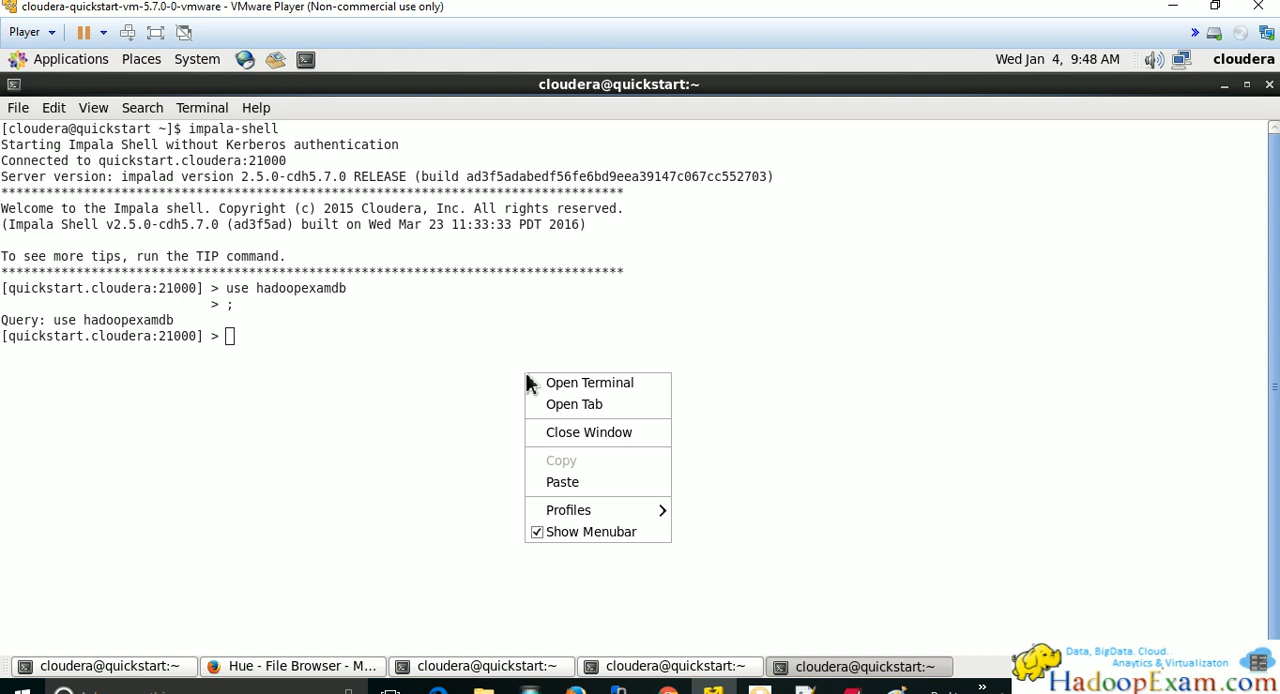 cloudera-quickstart-vm-5.7.0-0-vmware - VMware Player (Non-commercial use only)
Player
Applications Places System
Wed Jan 4, 9:48 AM
cloudera
cloudera@quickstart:~
File Edit View Search Terminal Help
[cloudera@quickstart ~]$ impala-shell
Starting Impala Shell without Kerberos authentication
Connected to quickstart.cloudera:21000
Server version: impalad version 2.5.0-cdh5.7.0 RELEASE (build ad3f5adabedf56fe6bd9eea39147c067cc552703)
***********************************************************************************
Welcome to the Impala shell. Copyright (c) 2015 Cloudera, Inc. All rights reserved.
(Impala Shell v2.5.0-cdh5.7.0 (ad3f5ad) built on Wed Mar 23 11:33:33 PDT 2016)
To see more tips, run the TIP command.
***********************************************************************************
[quickstart.cloudera:21000] > use hadoopexamdb
> ;
Query: use hadoopexamdb
[quickstart.cloudera:21000] >
Open Terminal
Open Tab
Close Window
Copy
Paste
Profiles
Show Menubar
cloudera@quickstart:~ Hue - File Browser - M... cloudera@quickstart:~ cloudera@quickstart:~ cloudera@quickstart:~
Data, BigData. Cloud.
Anaytics & Virtualizaton
HadoopExam.com